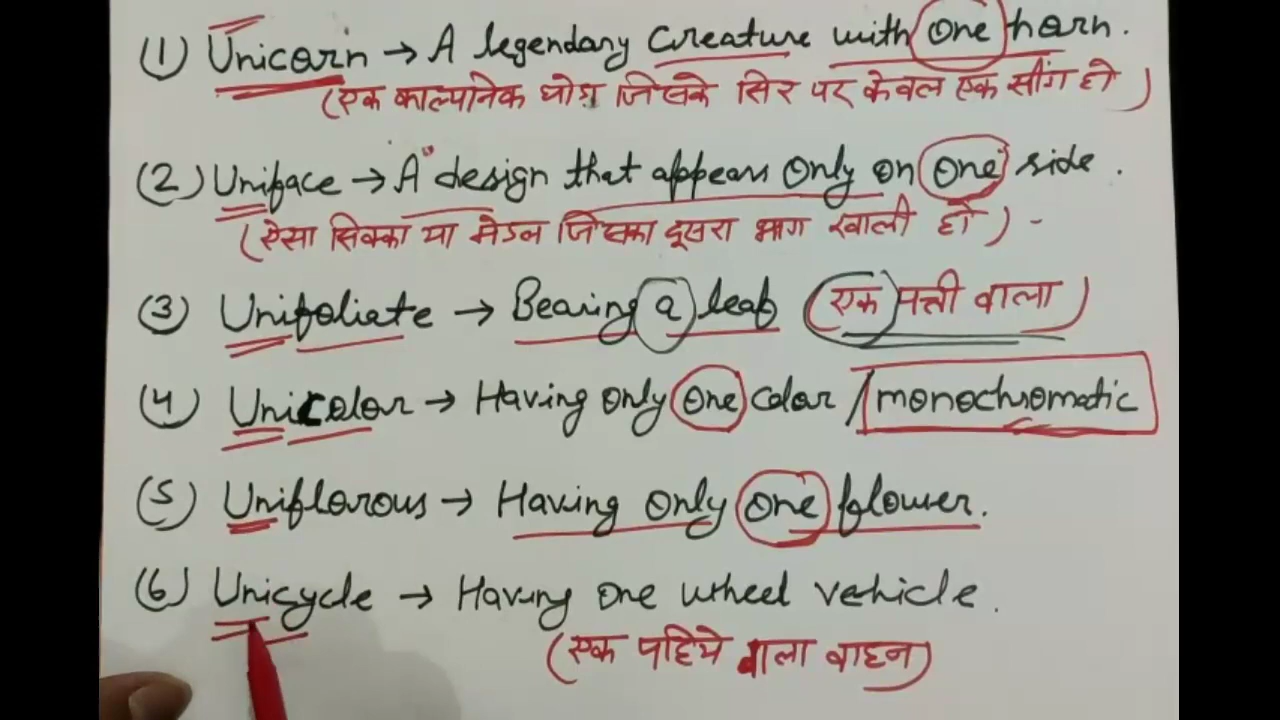 (1) Unicorn → A legendary creature with one horn.
(एक काल्पनिक घोड़ा जिसके सिर पर केवल एक सींग हो)
(2) Uniface → A design that appears only on one side.
(ऐसा सिक्का या मेडल जिसका दूसरा भाग खाली हो)
(3) Unifoliate → Bearing a leaf (एक पत्ती वाला)
(4) Unicolor → Having only one color / monochromatic
(5) Uniflorous → Having only one flower.
(6) Unicycle → Having one wheel vehicle.
(एक पहिये वाला वाहन)